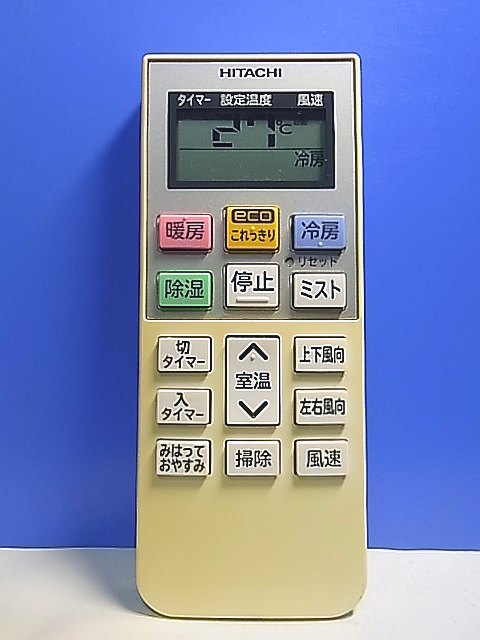 HITACHI
タイマー 設定温度 風速
27℃
冷房
暖房 eco これっきり 冷房
リセット
除湿 停止 ミスト
切タイマー 室温 上下風向
入タイマー 左右風向
みはっておやすみ 掃除 風速